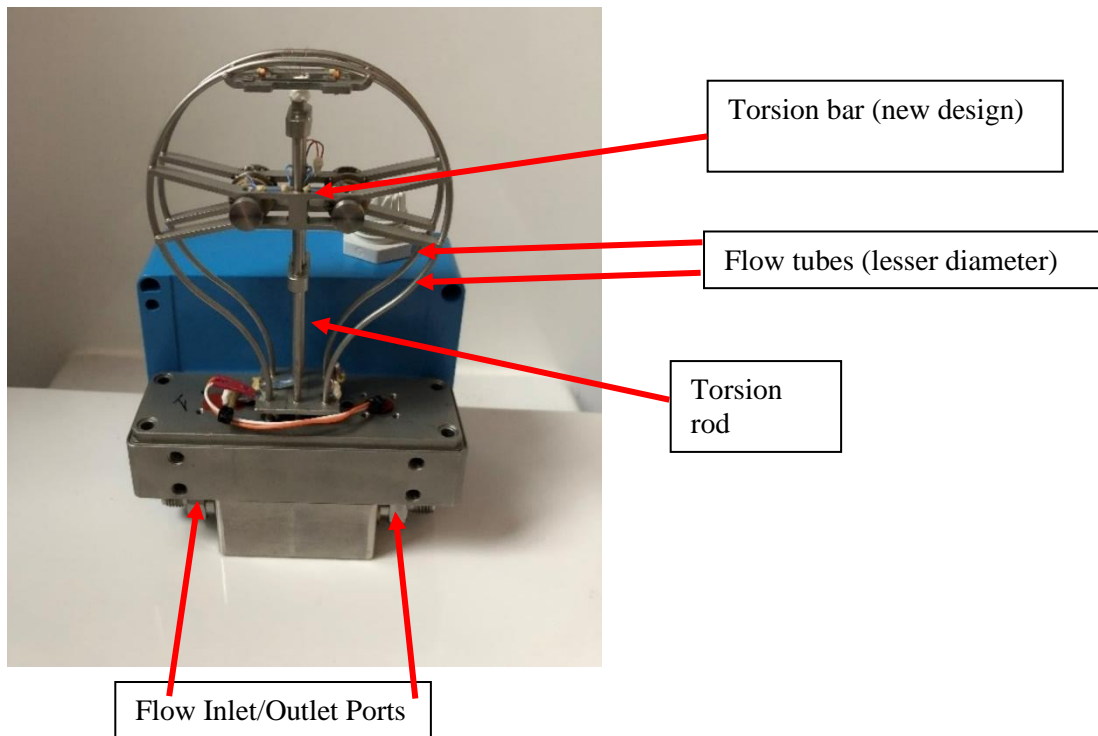 Torsion bar (new design)
Flow tubes (lesser diameter)
Torsion
rod
Flow Inlet/Outlet Ports